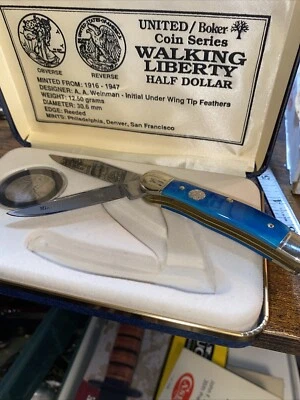 UNITED/Boker
Coin Series
WALKING
LIBERTY
HALF DOLLAR
OBVERSE
REVERSE
MINTED FROM: 1916 - 1947
DESIGNER: A. A. Weinman - Initial Under Wing Tip Feathers
WEIGHT: 12.50 grams
DIAMETER: 30.6 mm
EDGE: Reeded
MINTS: Philadelphia, Denver, San Francisco